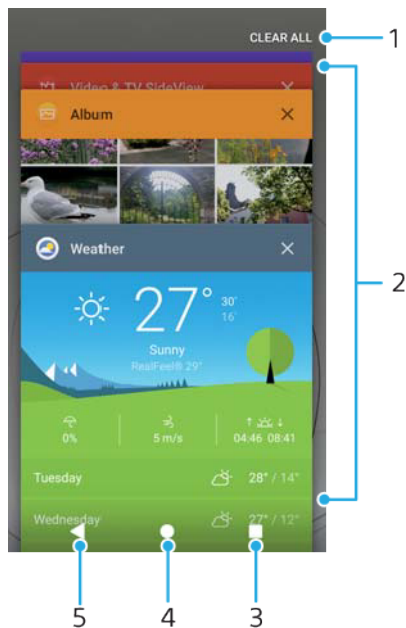 CLEAR ALL
1
Video & TV SideView
Album
Weather
2
27° 30° 16°
Sunny
RealFeel® 29°
0% 5 m/s 04:46 08:41
Tuesday 28° / 14°
Wednesday 27° / 12°
5 4 3